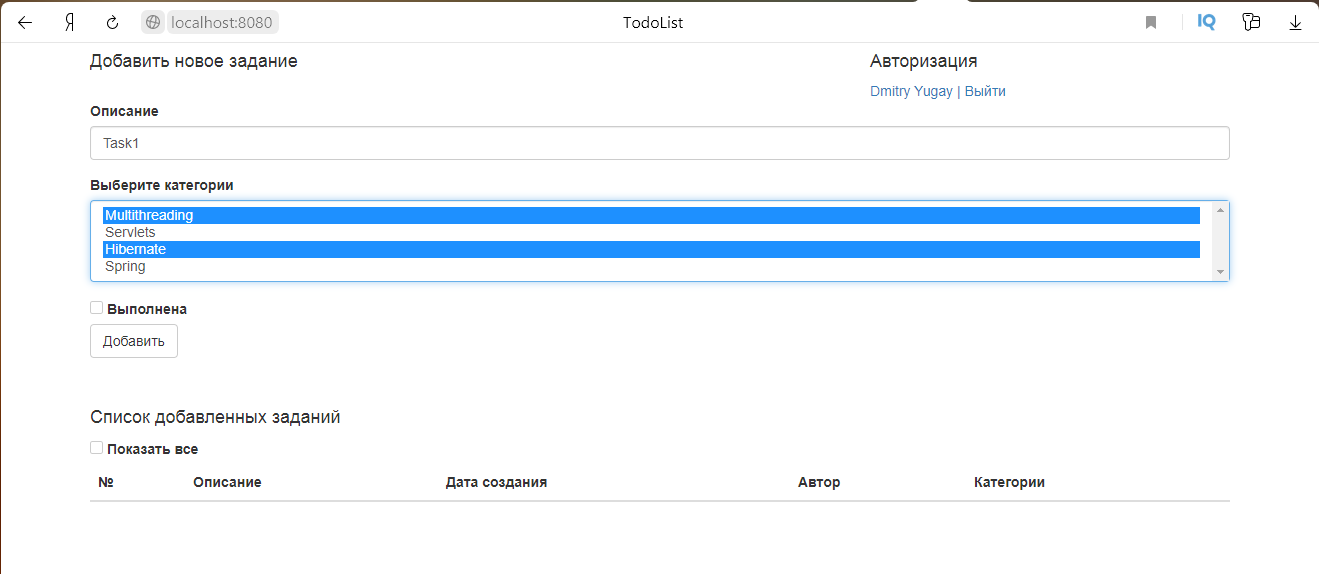 Я localhost:8080 TodoList IQ
Добавить новое задание
Авторизация
Dmitry Yugay | Выйти
Описание
Task1
Выберите категории
Multithreading
Servlets
Hibernate
Spring
Выполнена
Добавить
Список добавленных заданий
Показать все
№ Описание Дата создания Автор Категории